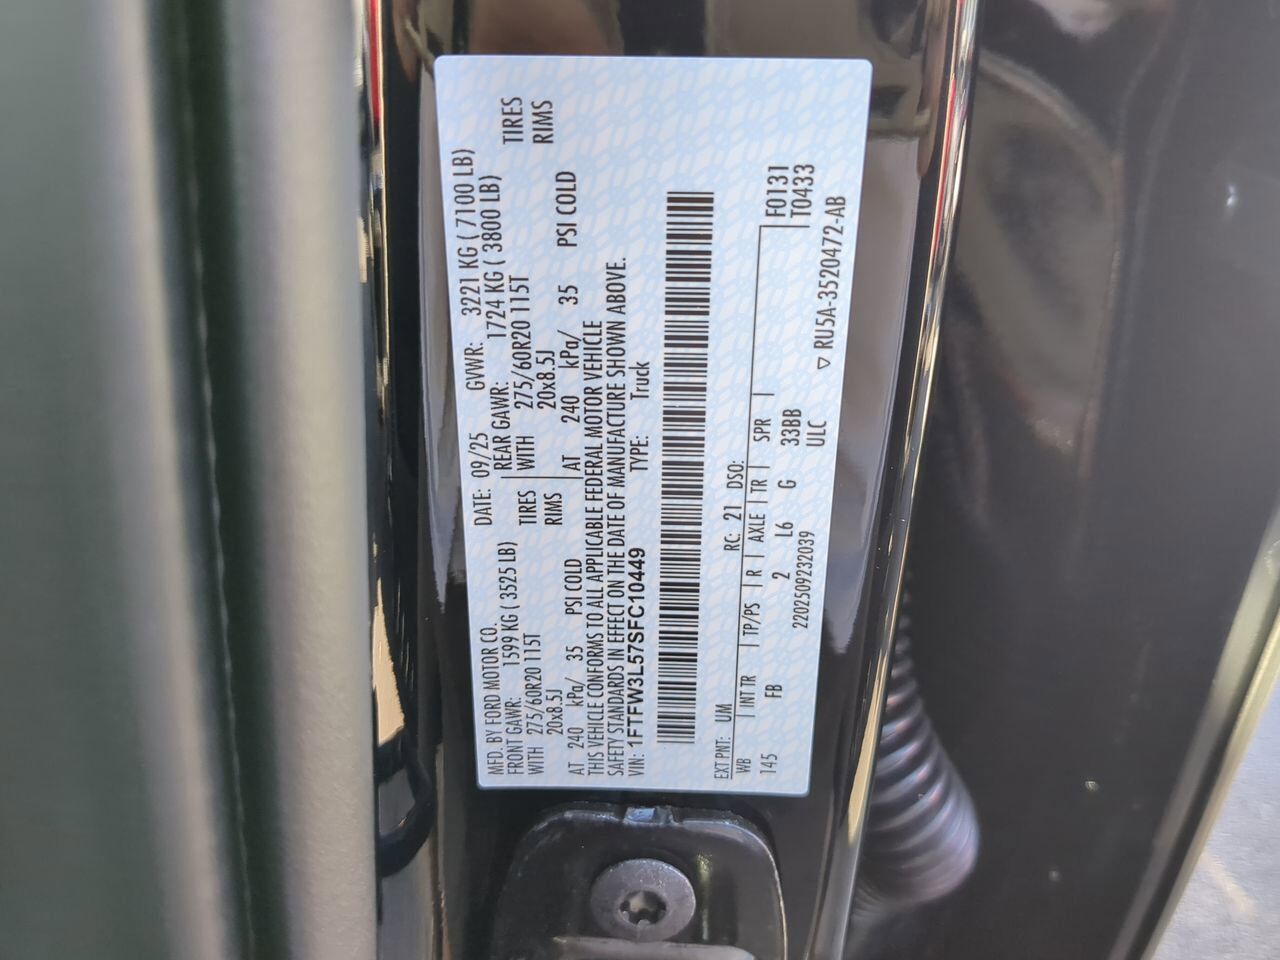 MFD. BY FORD MOTOR CO. DATE: 09/25 GVWR: 3221 KG ( 7100 LB)
FRONT GAWR: 1599 KG ( 3525 LB) REAR GAWR: 1724 KG ( 3800 LB)
WITH 275/60R20 115T TIRES WITH 275/60R20 115T TIRES
20x8.5J RIMS 20x8.5J RIMS
AT 240 kPa/ 35 PSI COLD AT 240 kPa/ 35 PSI COLD
THIS VEHICLE CONFORMS TO ALL APPLICABLE FEDERAL MOTOR VEHICLE
SAFETY STANDARDS IN EFFECT ON THE DATE OF MANUFACTURE SHOWN ABOVE.
VIN: 1FTFW3L57SFC10449 TYPE: Truck
EXT PNT: UM RC: 21 DSO:
WB INT TR TP/PS R AXLE TR SPR F0131
145 FB 2 L6 G 33BB T0433
ULC
2202509232039 ▽ RU5A-3520472-AB